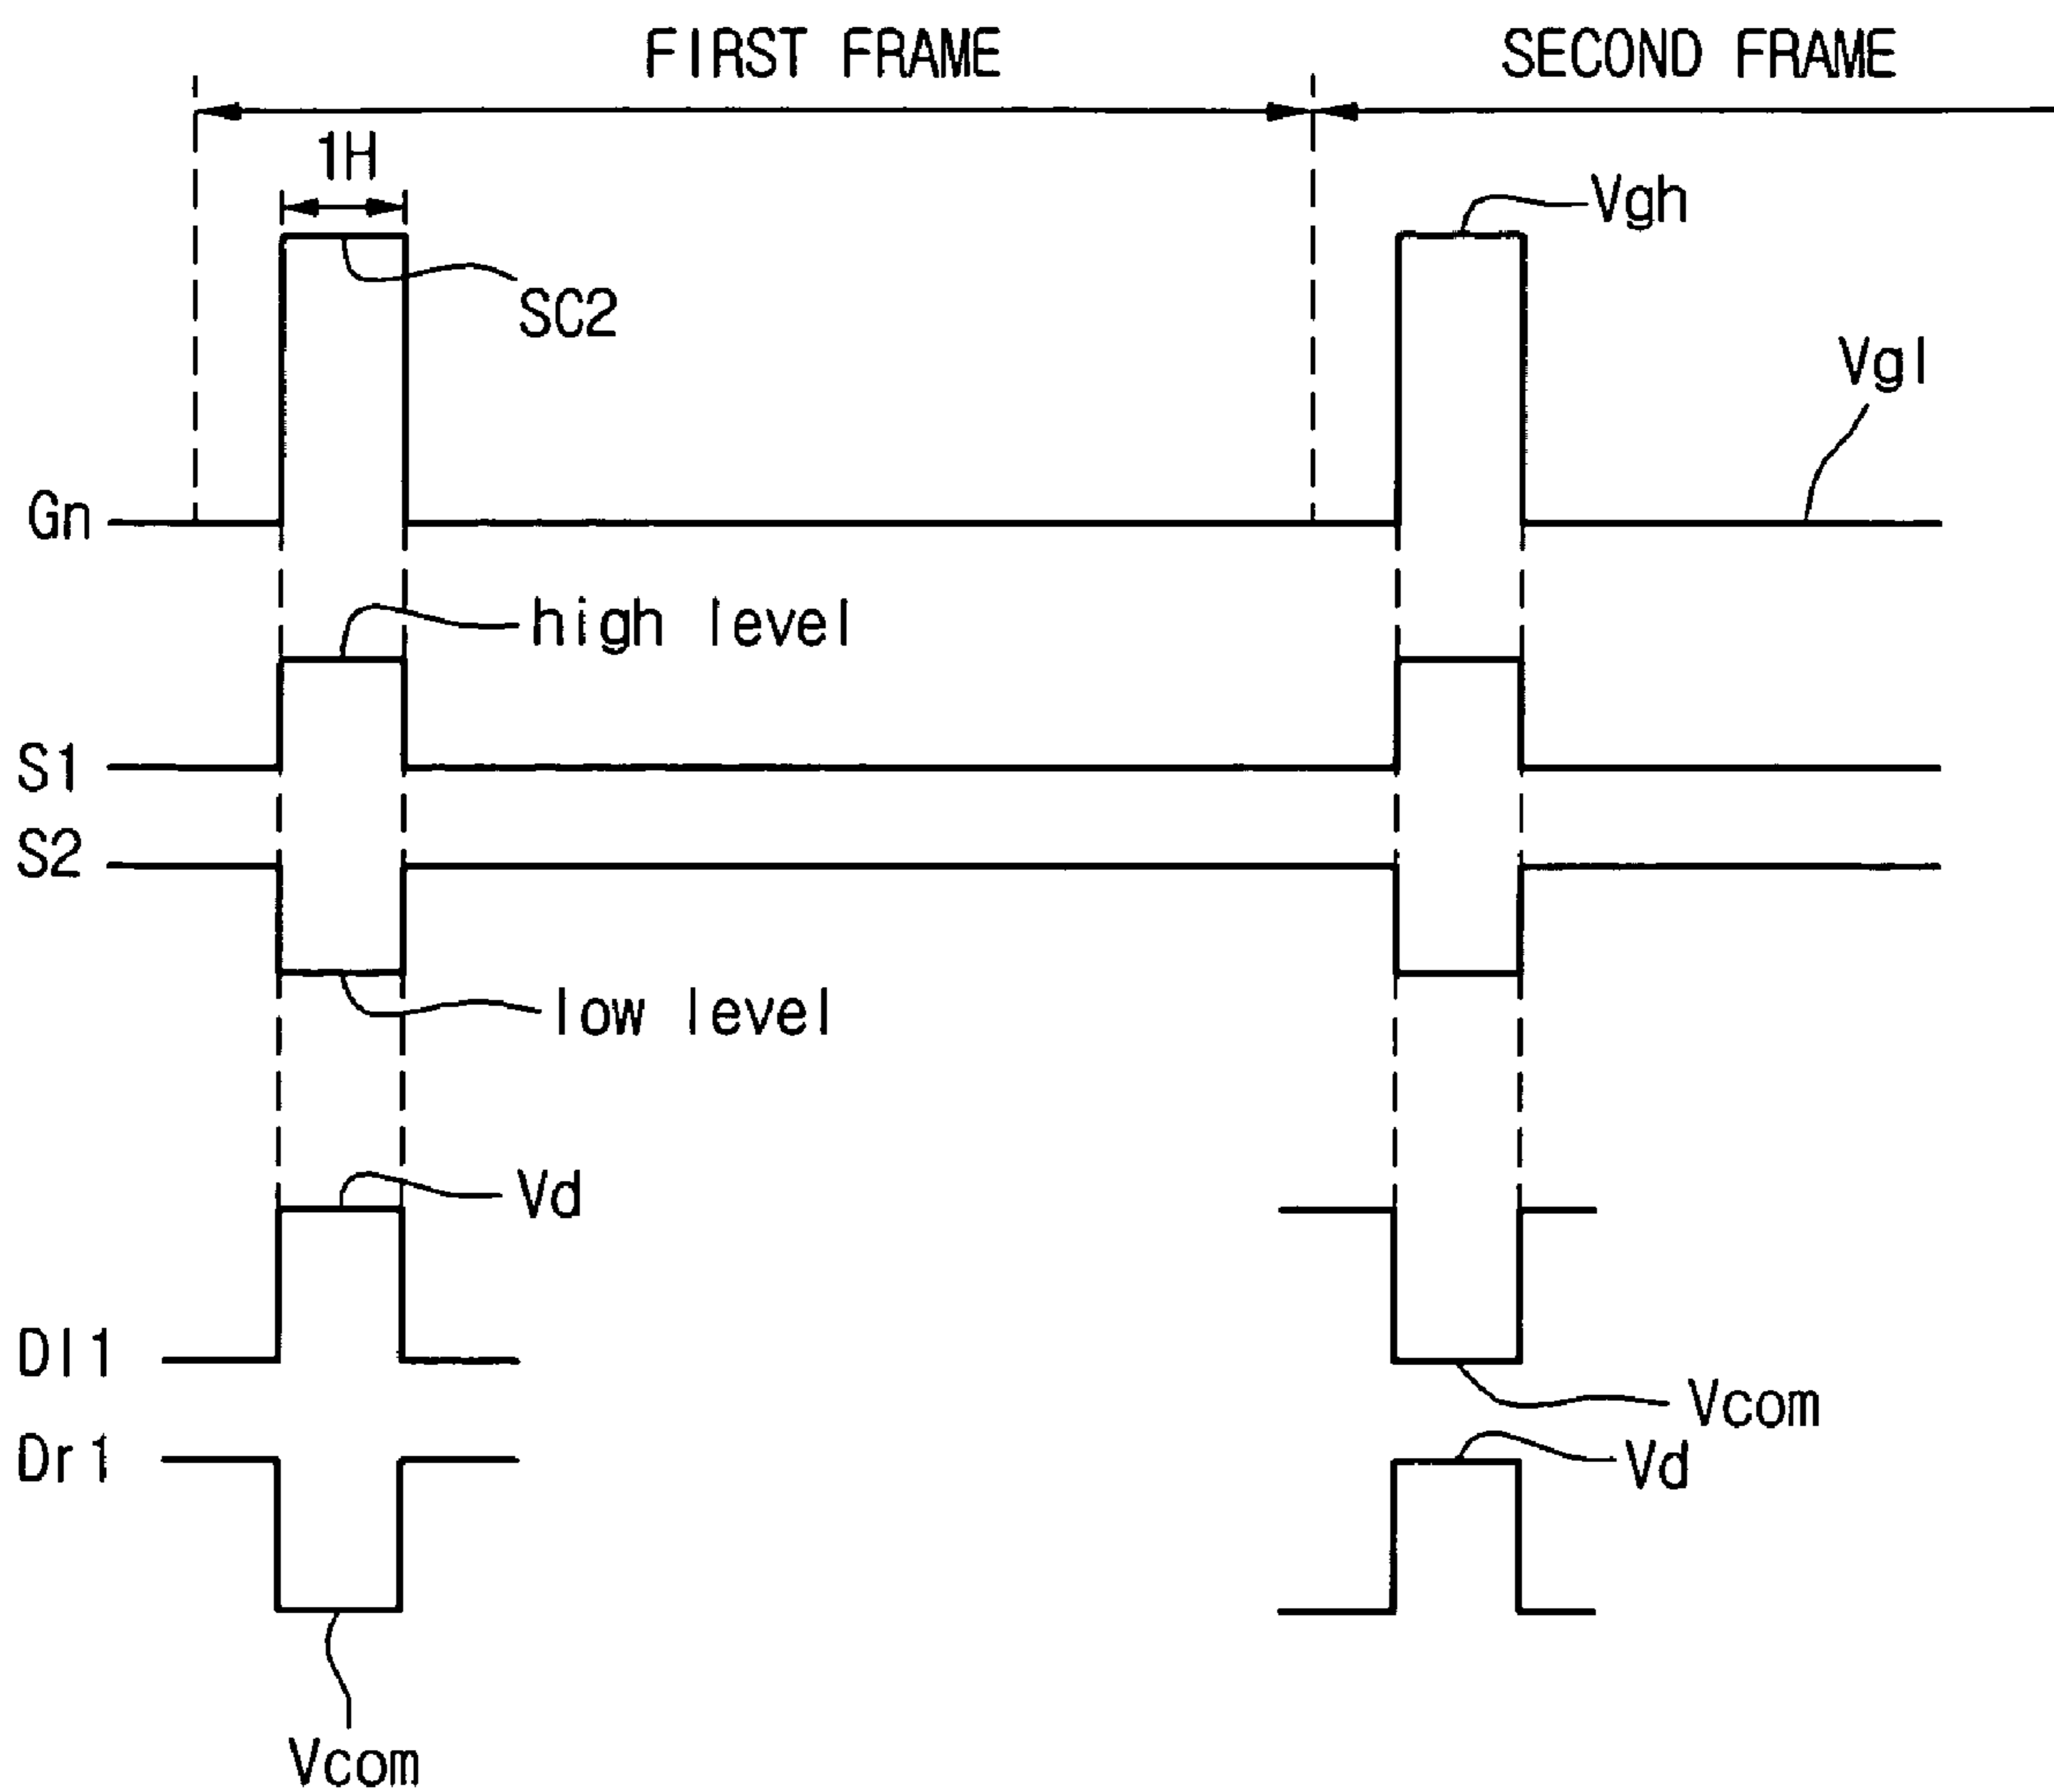 FIRST FRAME
SECOND FRAME
1H
Vgh
SC2
Vgl
Gn
high level
S1
S2
low level
Vd
Dl1
Vcom
Dr1
Vd
Vcom